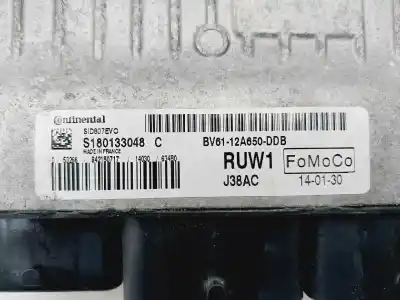 Continental
SID807EVO
S180133048 C
MADE IN FRANCE
BV61-12A650-DDB
RUW1
FoMoCo
J38AC
14-01-30